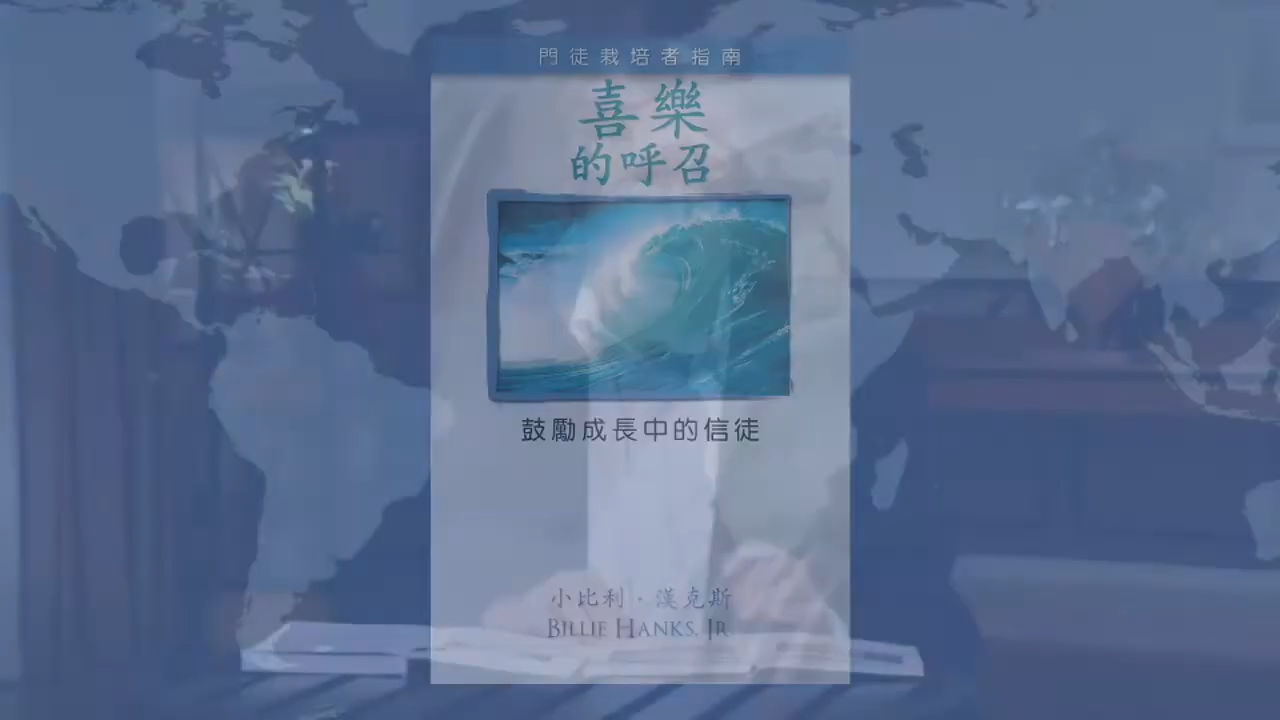 門徒栽培者指南
喜樂
的呼召
鼓勵成長中的信徒
小比利·漢克斯
BILLIE HANKS, JR